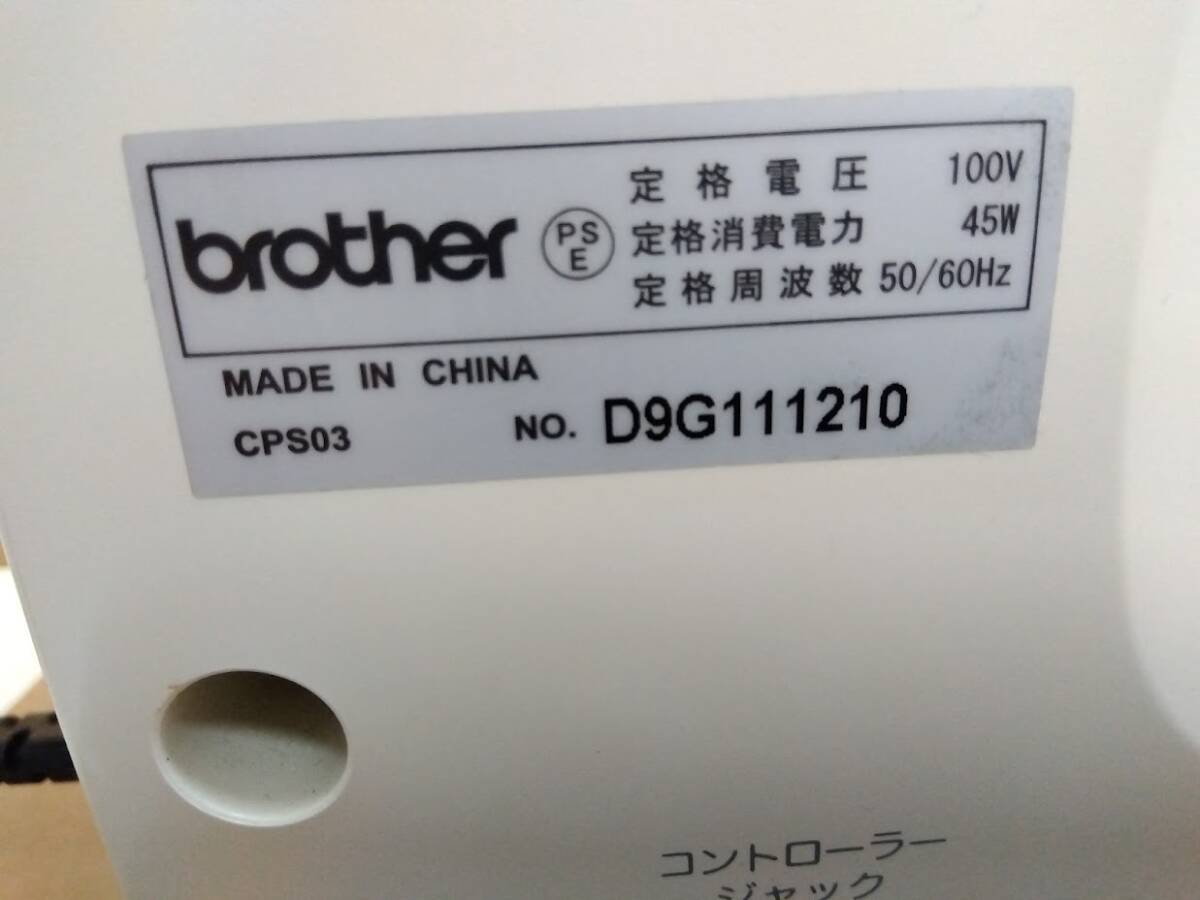 brother
PS
E
定格電圧 100V
定格消費電力 45W
定格周波数 50/60Hz
MADE IN CHINA
CPS03 NO. D9G111210
コントローラー
ジャック